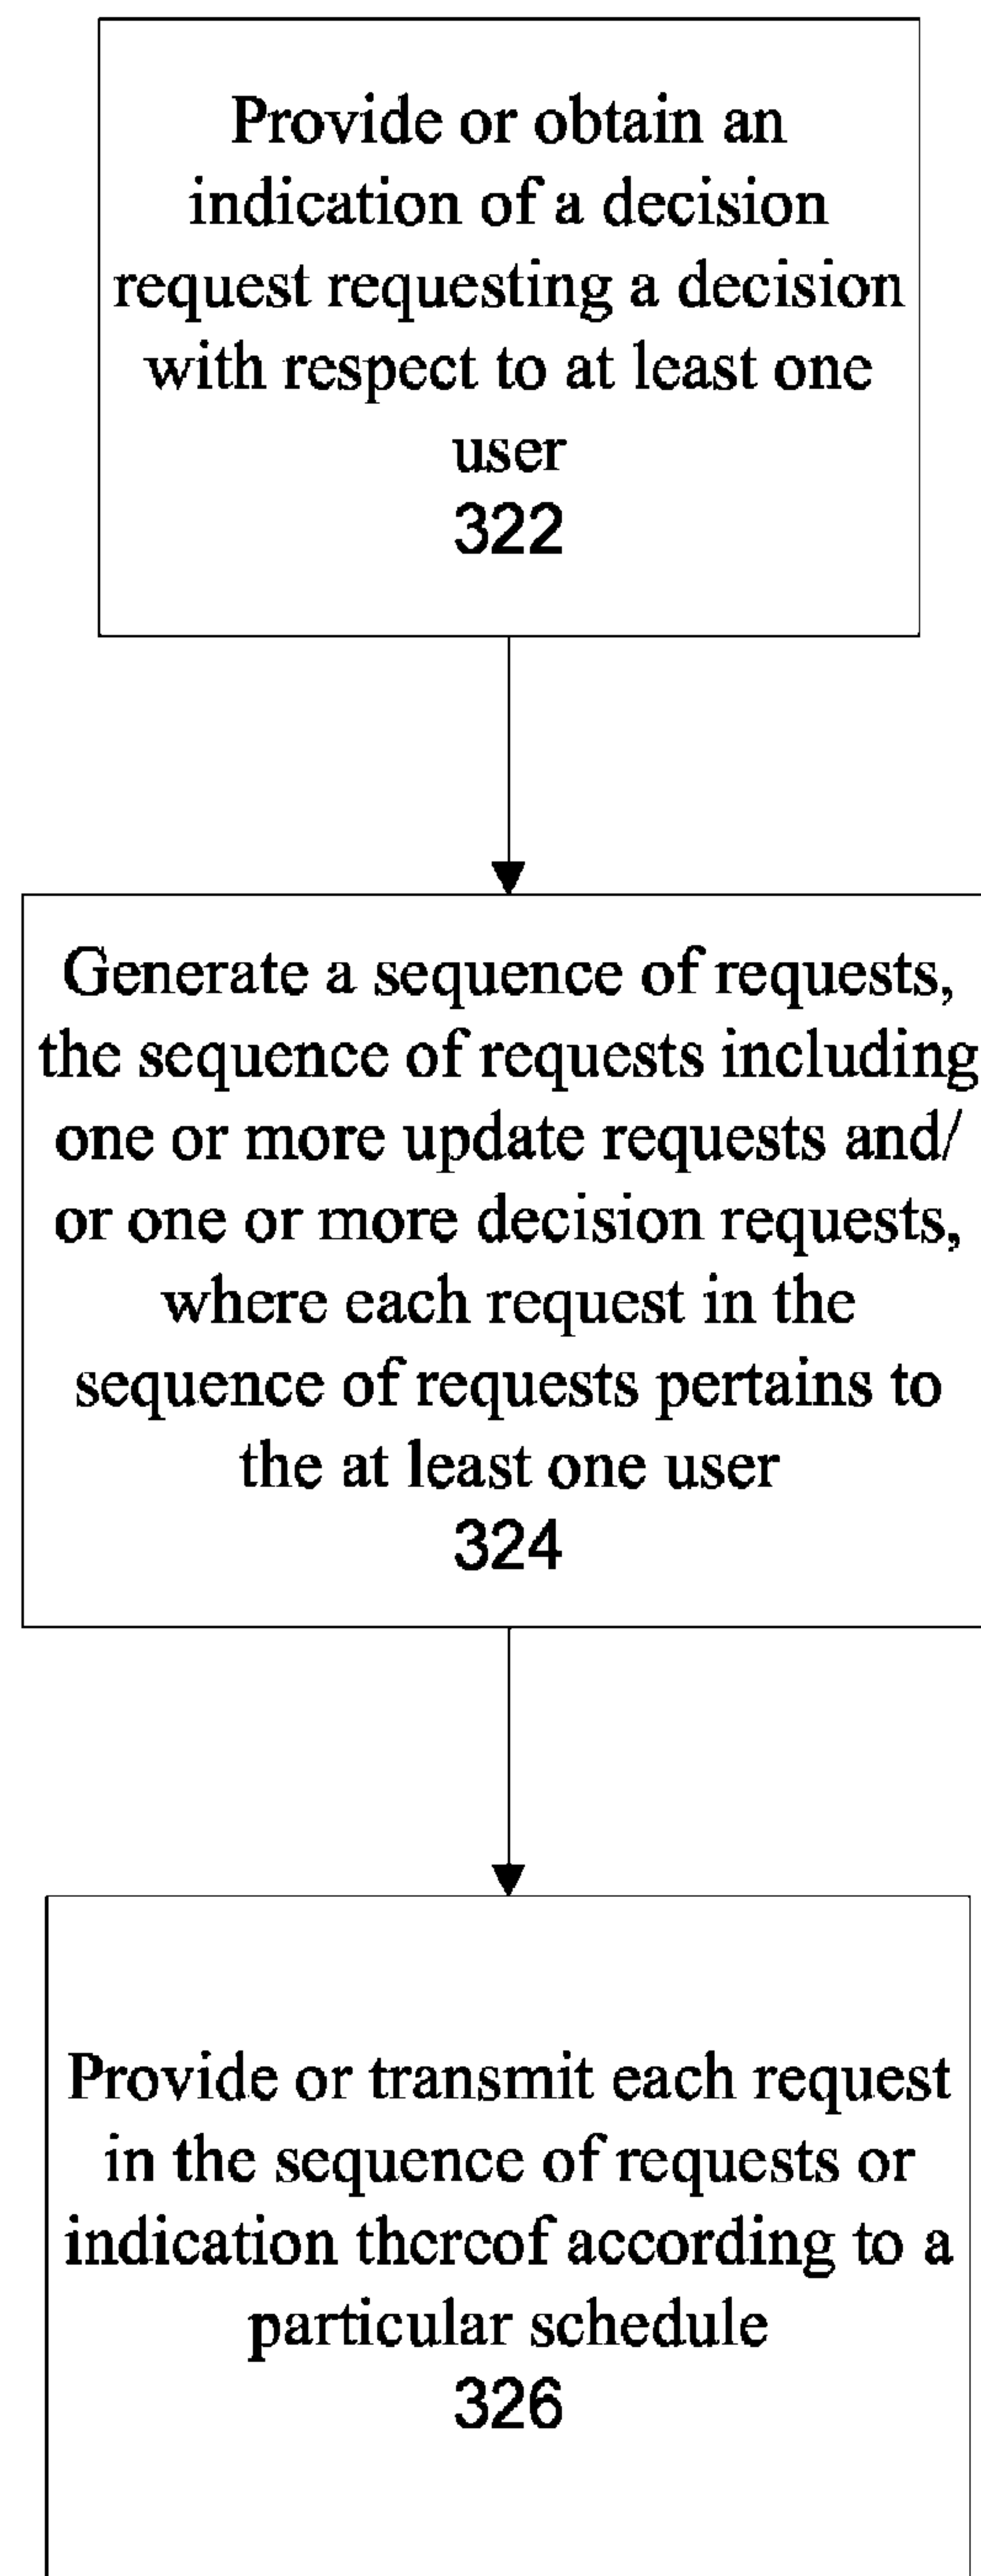 Provide or obtain an
indication of a decision
request requesting a decision
with respect to at least one
user
322
Generate a sequence of requests,
the sequence of requests including
one or more update requests and/
or one or more decision requests,
where each request in the
sequence of requests pertains to
the at least one user
324
Provide or transmit each request
in the sequence of requests or
indication thereof according to a
particular schedule
326